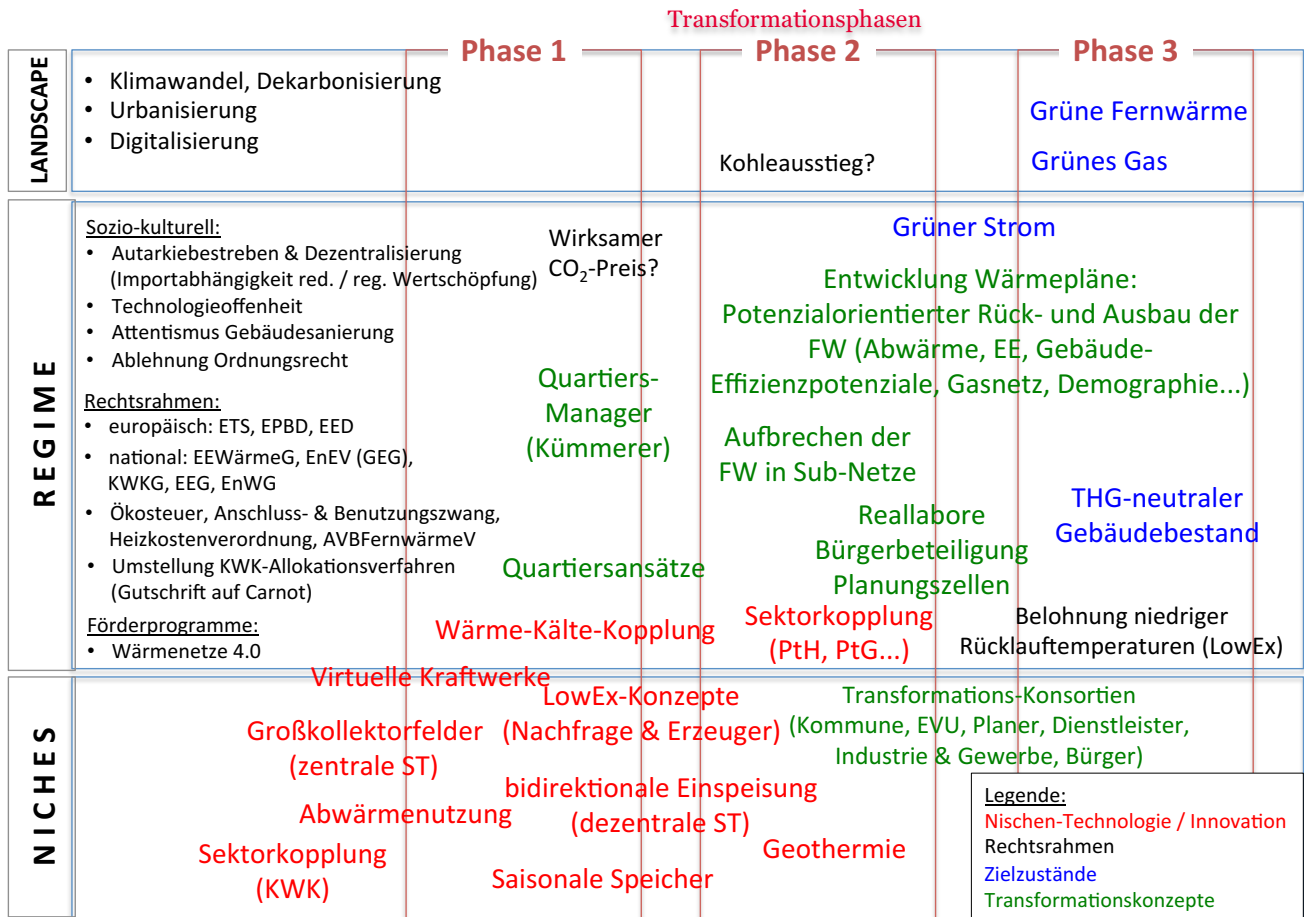 Transformationsphasen
Phase 1
Phase 2
Phase 3
LANDSCAPE
• Klimawandel, Dekarbonisierung
• Urbanisierung
• Digitalisierung
Kohleausstieg?
Grüne Fernwärme
Grünes Gas
REGIME
Sozio-kulturell:
• Autarkiebestreben & Dezentralisierung
(Importabhängigkeit red. / reg. Wertschöpfung)
• Technologieoffenheit
• Attentismus Gebäudesanierung
• Ablehnung Ordnungsrecht
Rechtsrahmen:
• europäisch: ETS, EPBD, EED
• national: EEWärmeG, EnEV (GEG),
KWKG, EEG, EnWG
• Ökosteuer, Anschluss- & Benutzungszwang,
Heizkostenverordnung, AVBFernwärmeV
• Umstellung KWK-Allokationsverfahren
(Gutschrift auf Carnot)
Förderprogramme:
• Wärmenetze 4.0
Wirksamer
CO₂-Preis?
Quartiers-
Manager
(Kümmerer)
Quartiersansätze
Wärme-Kälte-Kopplung
Grüner Strom
Entwicklung Wärmepläne:
Potenzialorientierter Rück- und Ausbau der
FW (Abwärme, EE, Gebäude-
Effizienzpotenziale, Gasnetz, Demographie...)
Aufbrechen der
FW in Sub-Netze
Reallabore
Bürgerbeteiligung
Planungszellen
Sektorkopplung
(PtH, PtG...)
THG-neutraler
Gebäudebestand
Belohnung niedriger
Rücklauftemperaturen (LowEx)
NICHES
Virtuelle Kraftwerke
Großkollektorfelder
(zentrale ST)
Abwärmenutzung
Sektorkopplung
(KWK)
LowEx-Konzepte
(Nachfrage & Erzeuger)
bidirektionale Einspeisung
(dezentrale ST)
Saisonale Speicher
Geothermie
Transformations-Konsortien
(Kommune, EVU, Planer, Dienstleister,
Industrie & Gewerbe, Bürger)
Legende:
Nischen-Technologie / Innovation
Rechtsrahmen
Zielzustände
Transformationskonzepte